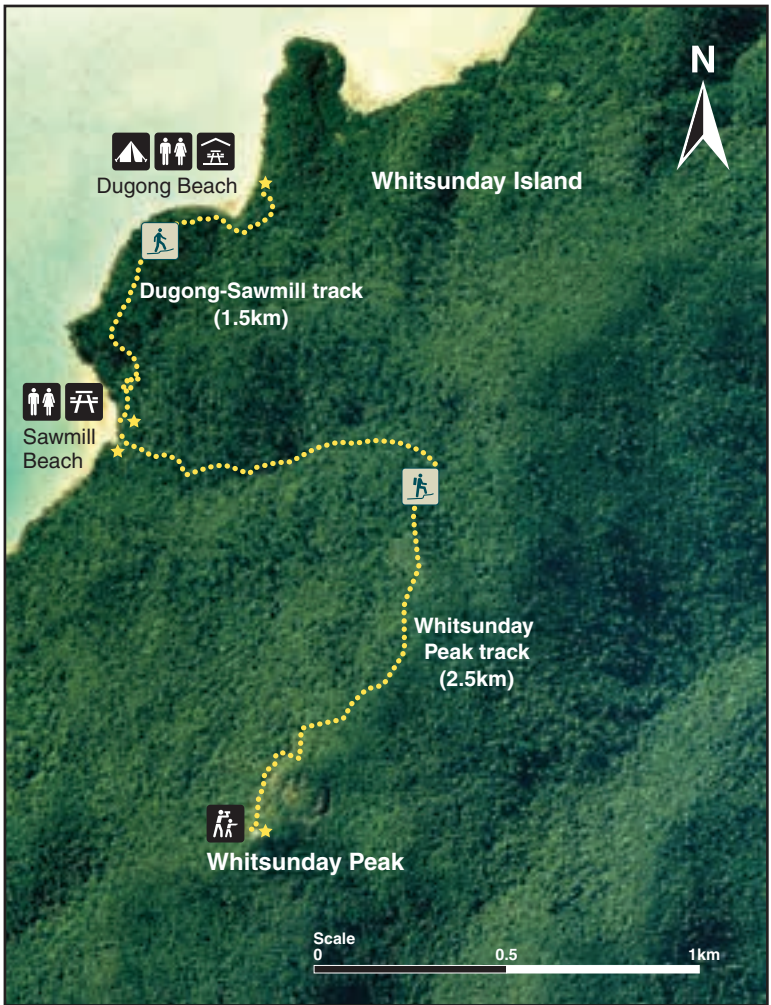 N
Dugong Beach
Whitsunday Island
Dugong-Sawmill track
(1.5km)
Sawmill
Beach
Whitsunday
Peak track
(2.5km)
Whitsunday Peak
Scale
0 0.5 1km